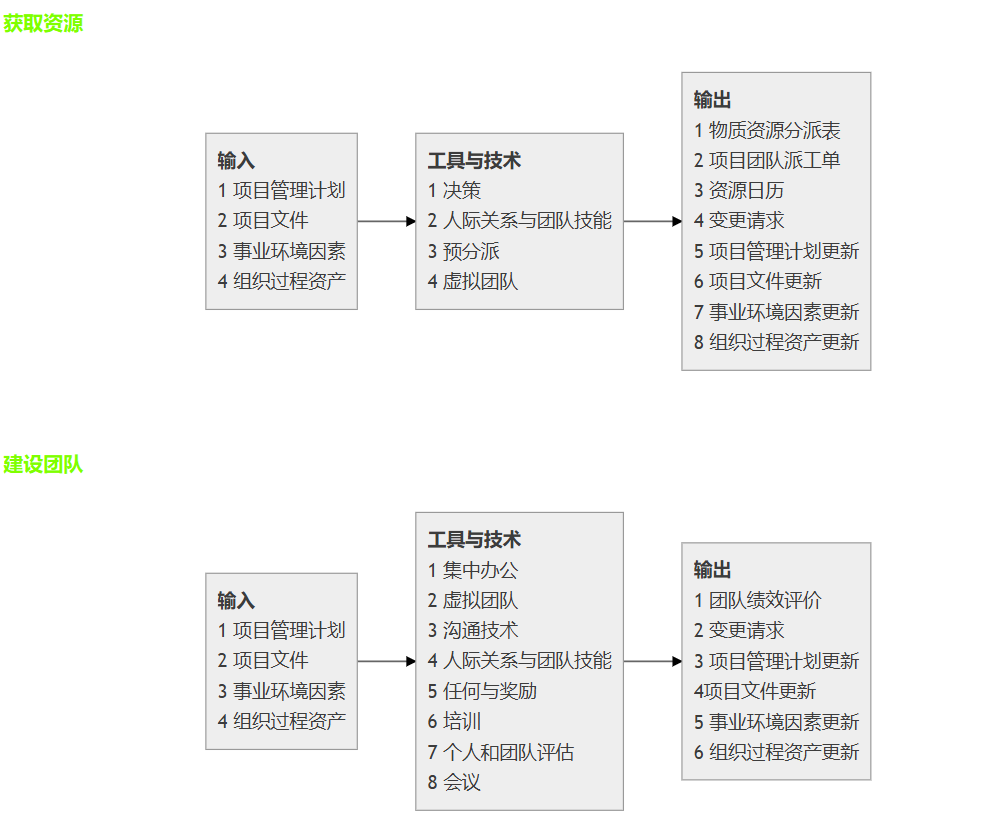 获取资源
输入
1 项目管理计划
2 项目文件
3 事业环境因素
4 组织过程资产
工具与技术
1 决策
2 人际关系与团队技能
3 预分派
4 虚拟团队
输出
1 物质资源分派表
2 项目团队派工单
3 资源日历
4 变更请求
5 项目管理计划更新
6 项目文件更新
7 事业环境因素更新
8 组织过程资产更新
建设团队
输入
1 项目管理计划
2 项目文件
3 事业环境因素
4 组织过程资产
工具与技术
1 集中办公
2 虚拟团队
3 沟通技术
4 人际关系与团队技能
5 任何与奖励
6 培训
7 个人和团队评估
8 会议
输出
1 团队绩效评价
2 变更请求
3 项目管理计划更新
4项目文件更新
5 事业环境因素更新
6 组织过程资产更新